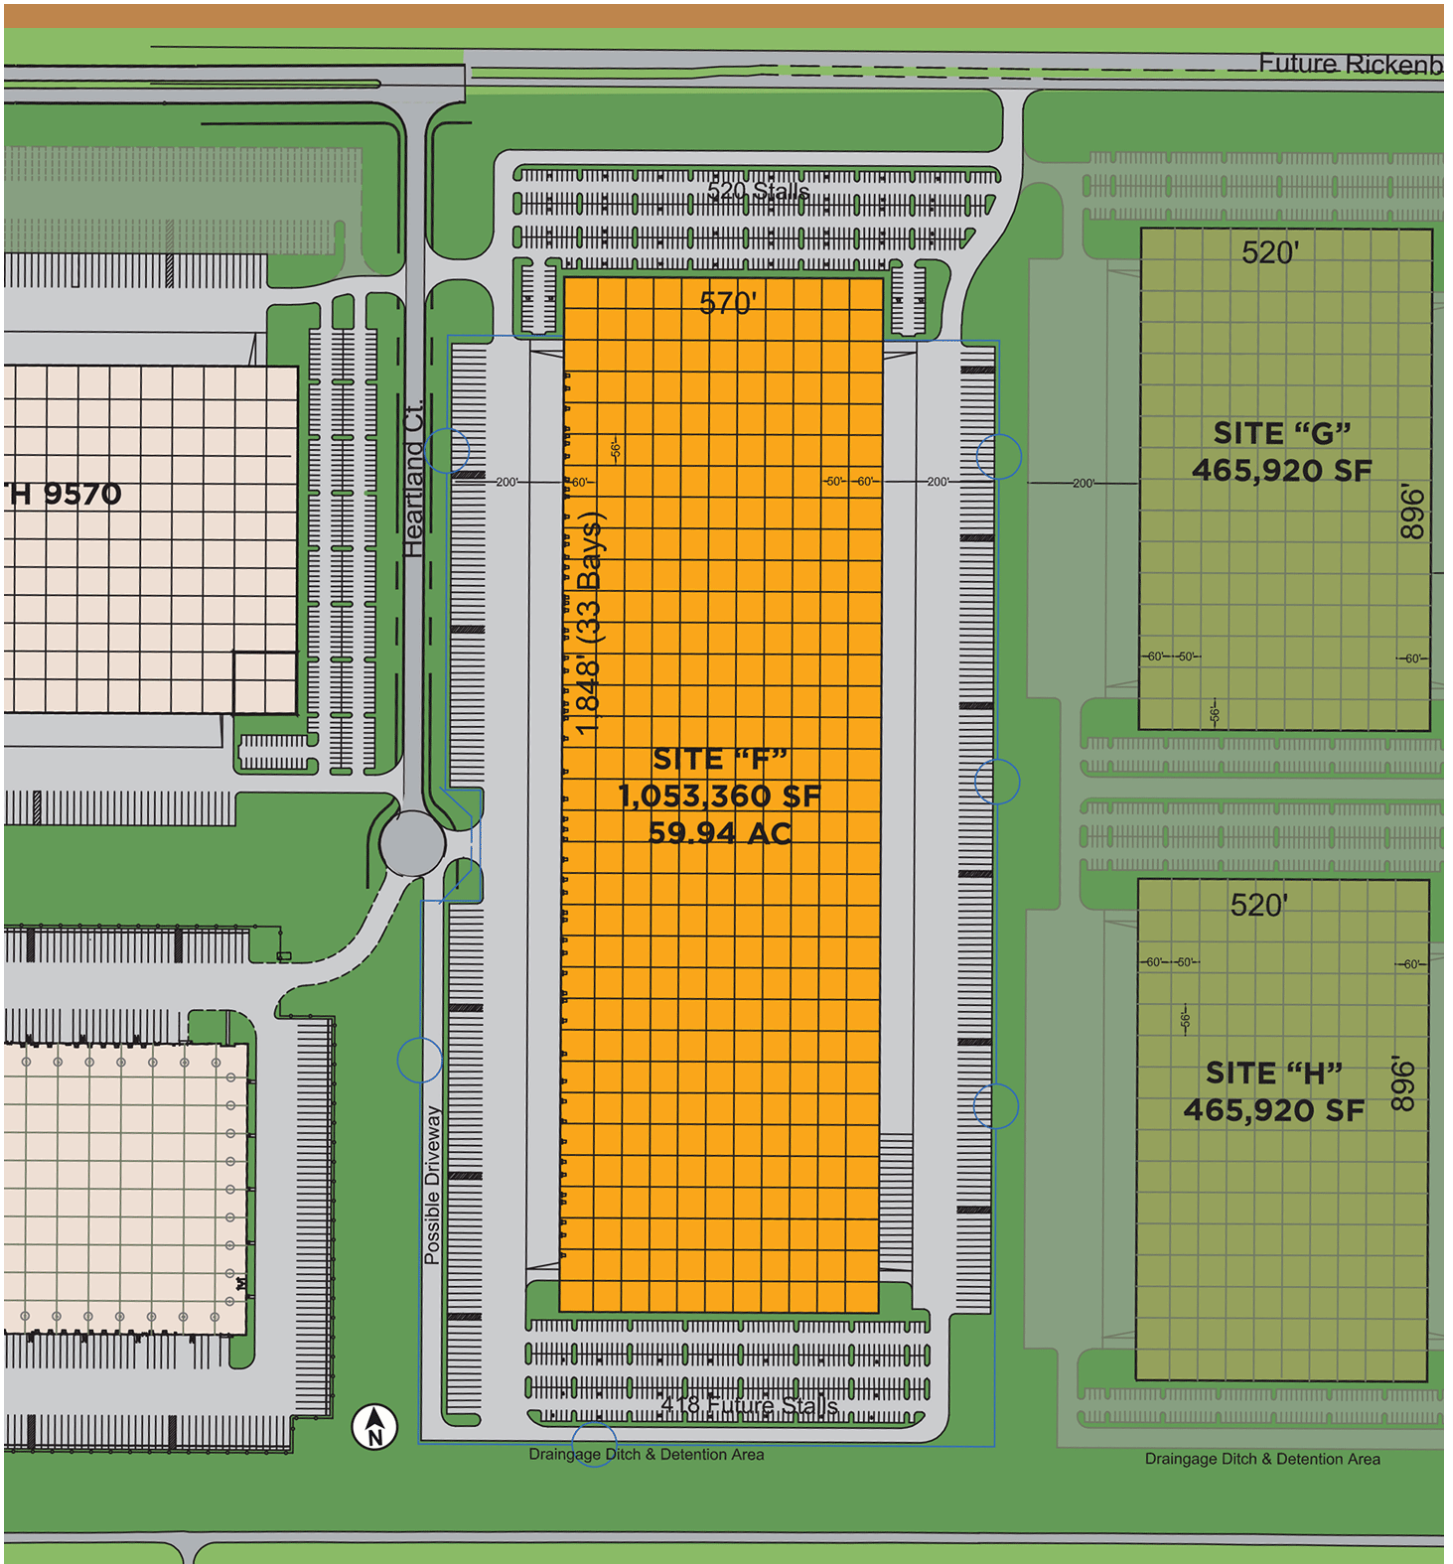 Future Rickenb
520 Stalls
570'
520'
SITE “G”
465,920 SF
896'
H 9570
Heartland Ct.
56'
200'
60'
50'
60'
200'
200'
1,848' (33 Bays)
60'
50'
60'
56'
SITE “F”
1,053,360 SF
59.94 AC
520'
60'
50'
60'
56'
SITE “H”
465,920 SF
896'
Possible Driveway
418 Future Stalls
N
Draingage Ditch & Detention Area
Draingage Ditch & Detention Area